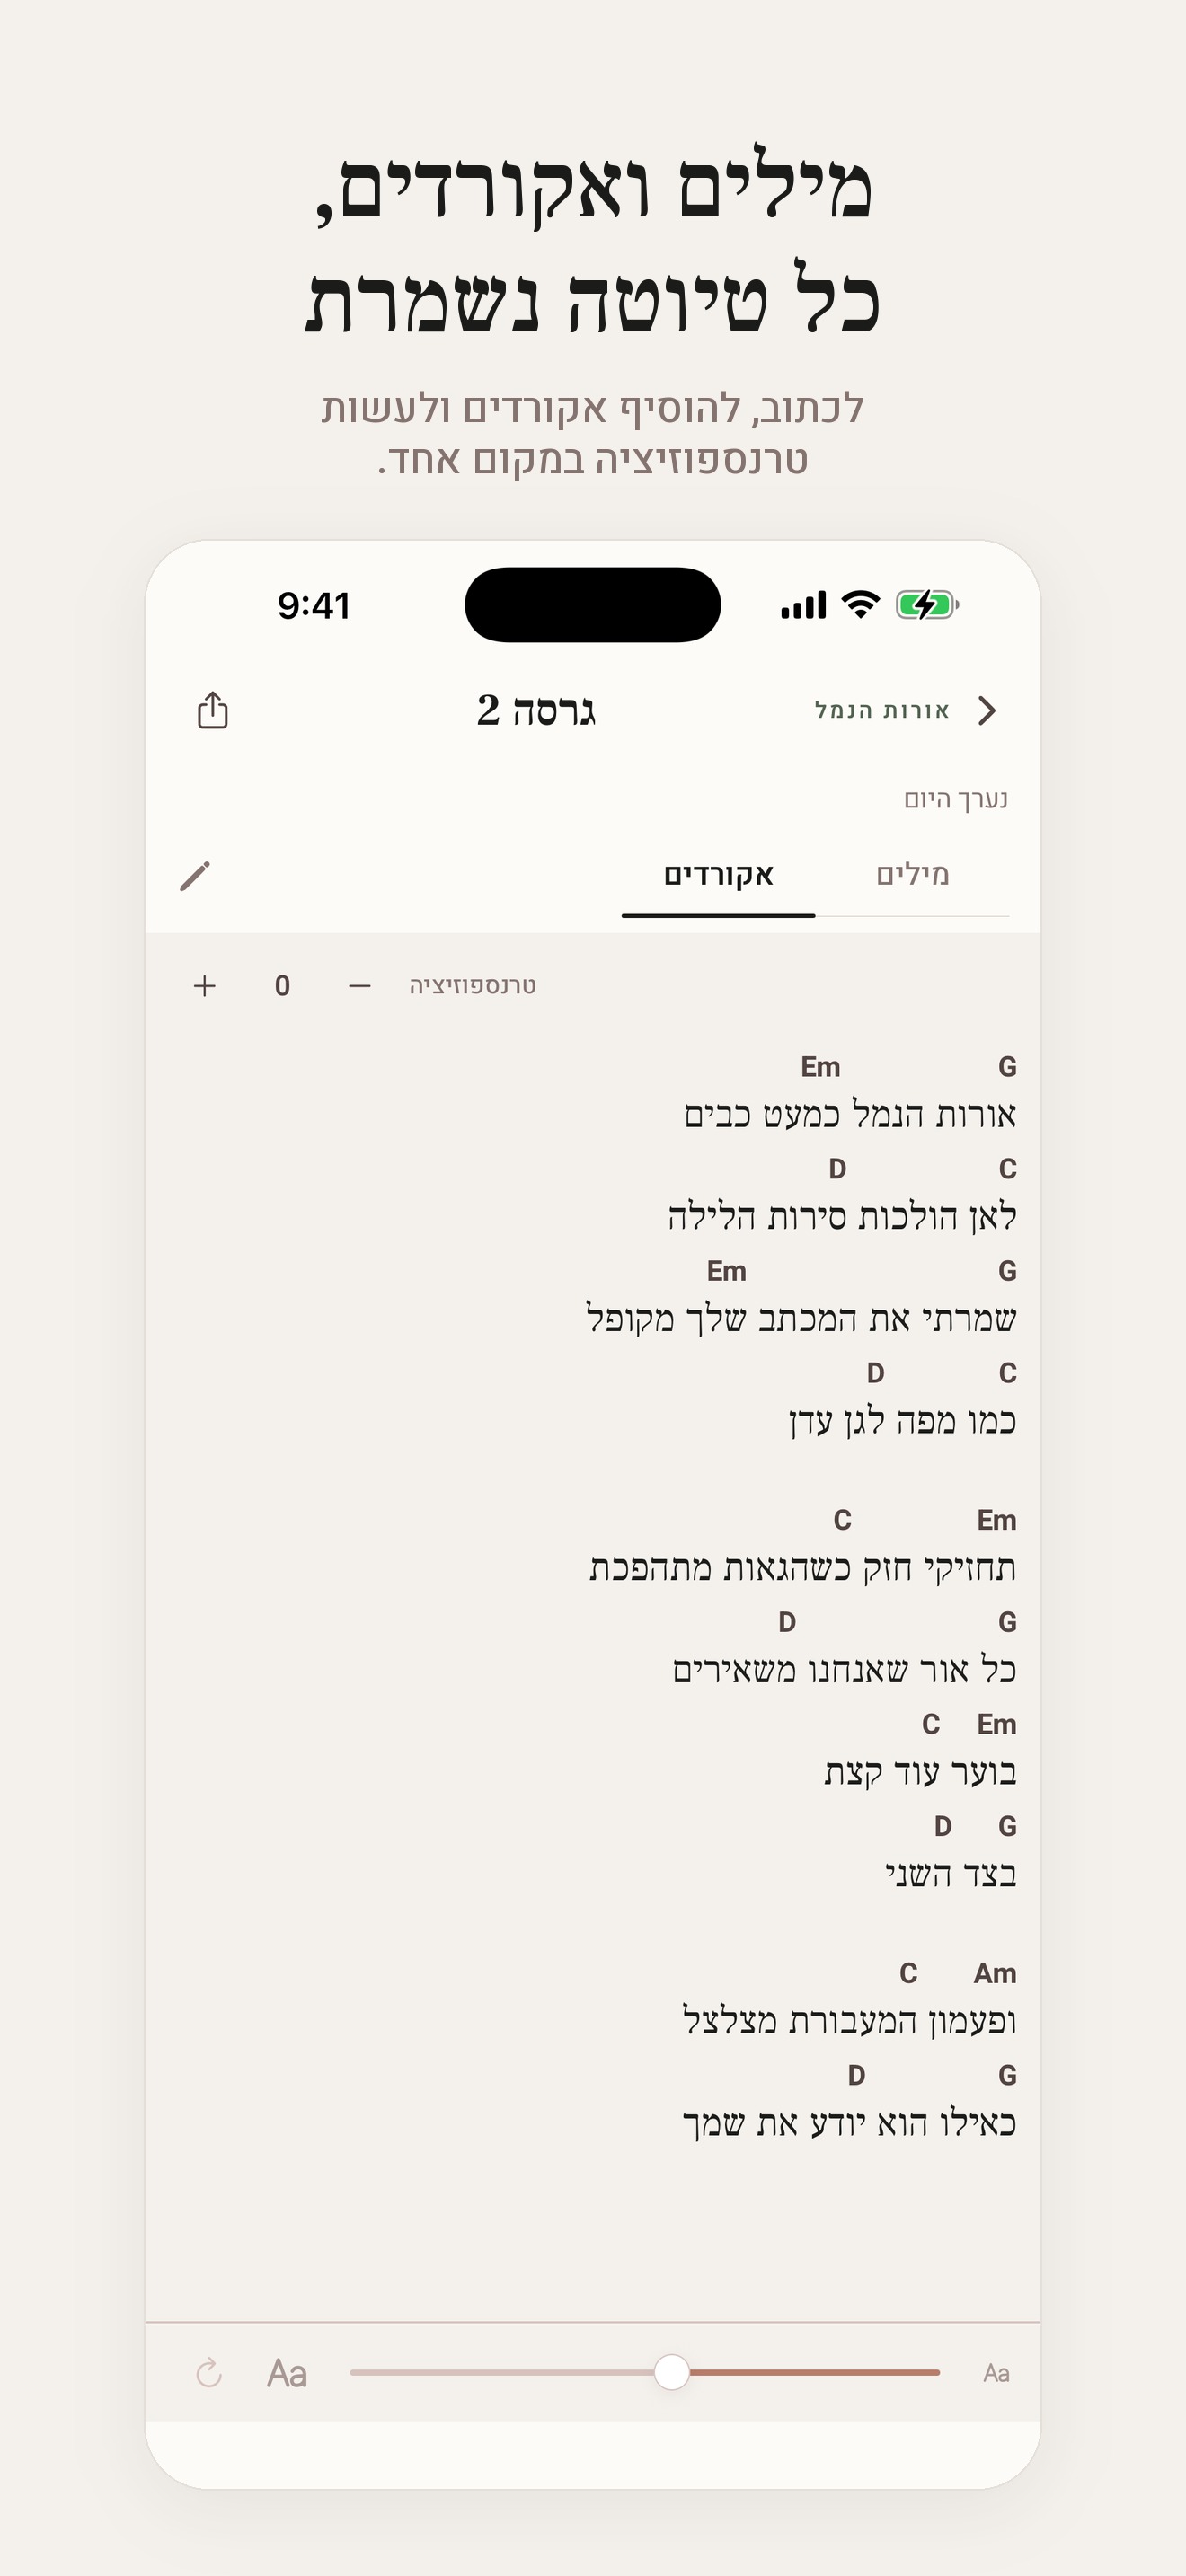 מילים ואקורדים,
כל טיוטה נשמרת
לכתוב, להוסיף אקורדים ולעשות
טרנספוזיציה במקום אחד.
9:41
אורות הנמל גרסה 2
נערך היום
מילים אקורדים
טרנספוזיציה − 0 +
G Em
אורות הנמל כמעט כבים
C D
לאן הולכות סירות הלילה
G Em
שמרתי את המכתב שלך מקופל
C D
כמו מפה לגן עדן
Em C
תחזיקי חזק כשהגאות מתהפכת
G D
כל אור שאנחנו משאירים
Em C
בוער עוד קצת
G D
בצד השני
Am C
ופעמון המעבורת מצלצל
G D
כאילו הוא יודע את שמך
Aa Aa